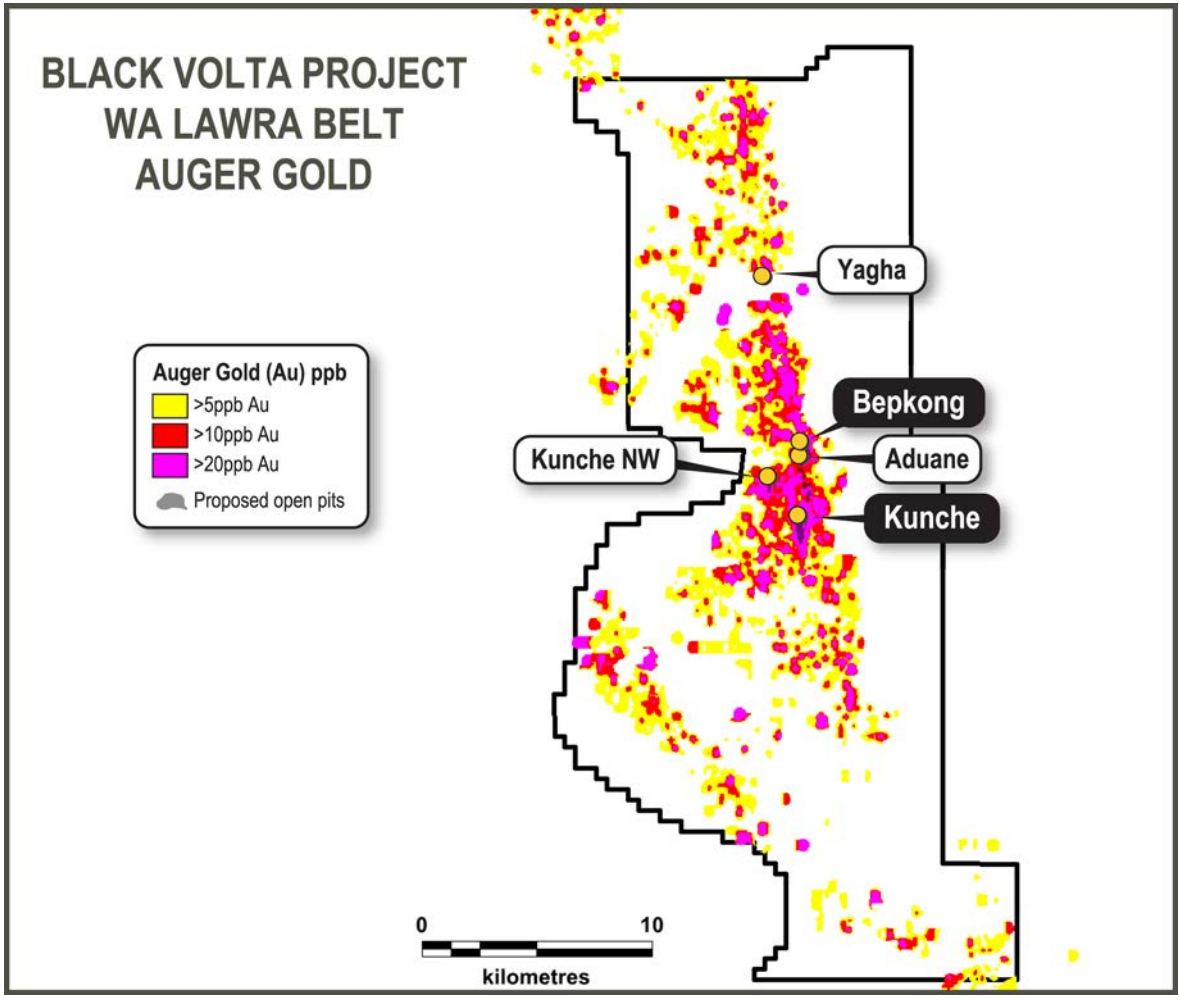 BLACK VOLTA PROJECT
WA LAWRA BELT
AUGER GOLD
Yagha
Auger Gold (Au) ppb
>5ppb Au
>10ppb Au
>20ppb Au
Proposed open pits
Bepkong
Kunche NW
Aduane
Kunche
0 10
kilometres